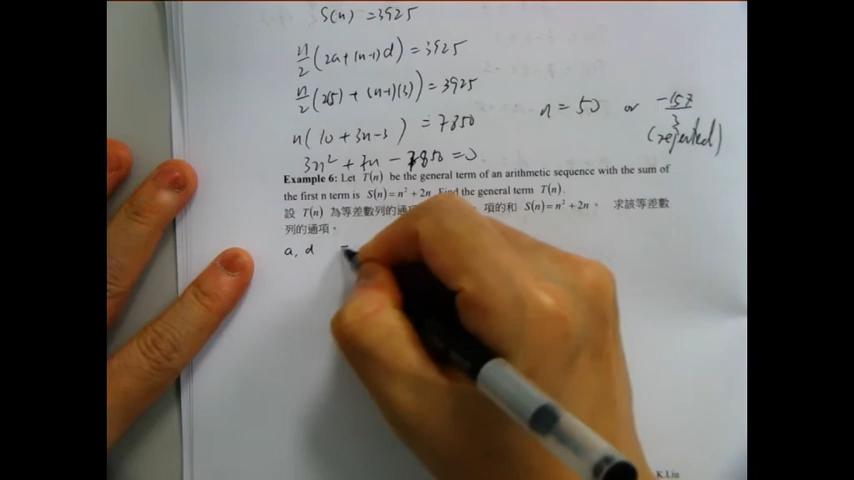 S(n) = 3925
n/2 (2a + (n-1)d) = 3925
n/2 (2(5) + (n-1)(3)) = 3925
n (10 + 3n - 3) = 7850
3n² + 7n - 7850 = 0
n = 50 or -157/3
(rejected)
Example 6: Let T(n) be the general term of an arithmetic sequence with the sum of
the first n term is S(n) = n² + 2n. Find the general term T(n).
設 T(n) 為等差數列的通項 項的和 S(n) = n² + 2n。 求該等差數
列的通項。
a, d
K.Liu